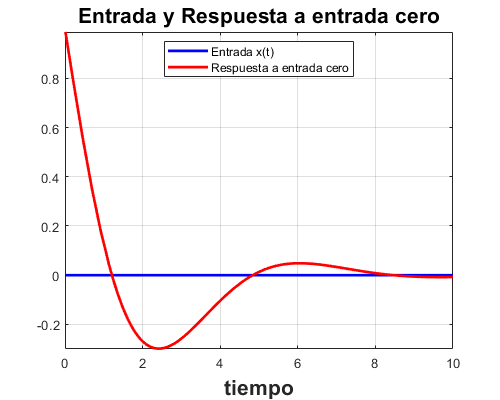 Entrada y Respuesta a entrada cero
Entrada x(t)
Respuesta a entrada cero
0.8
0.6
0.4
0.2
0
-0.2
0 2 4 6 8 10
tiempo